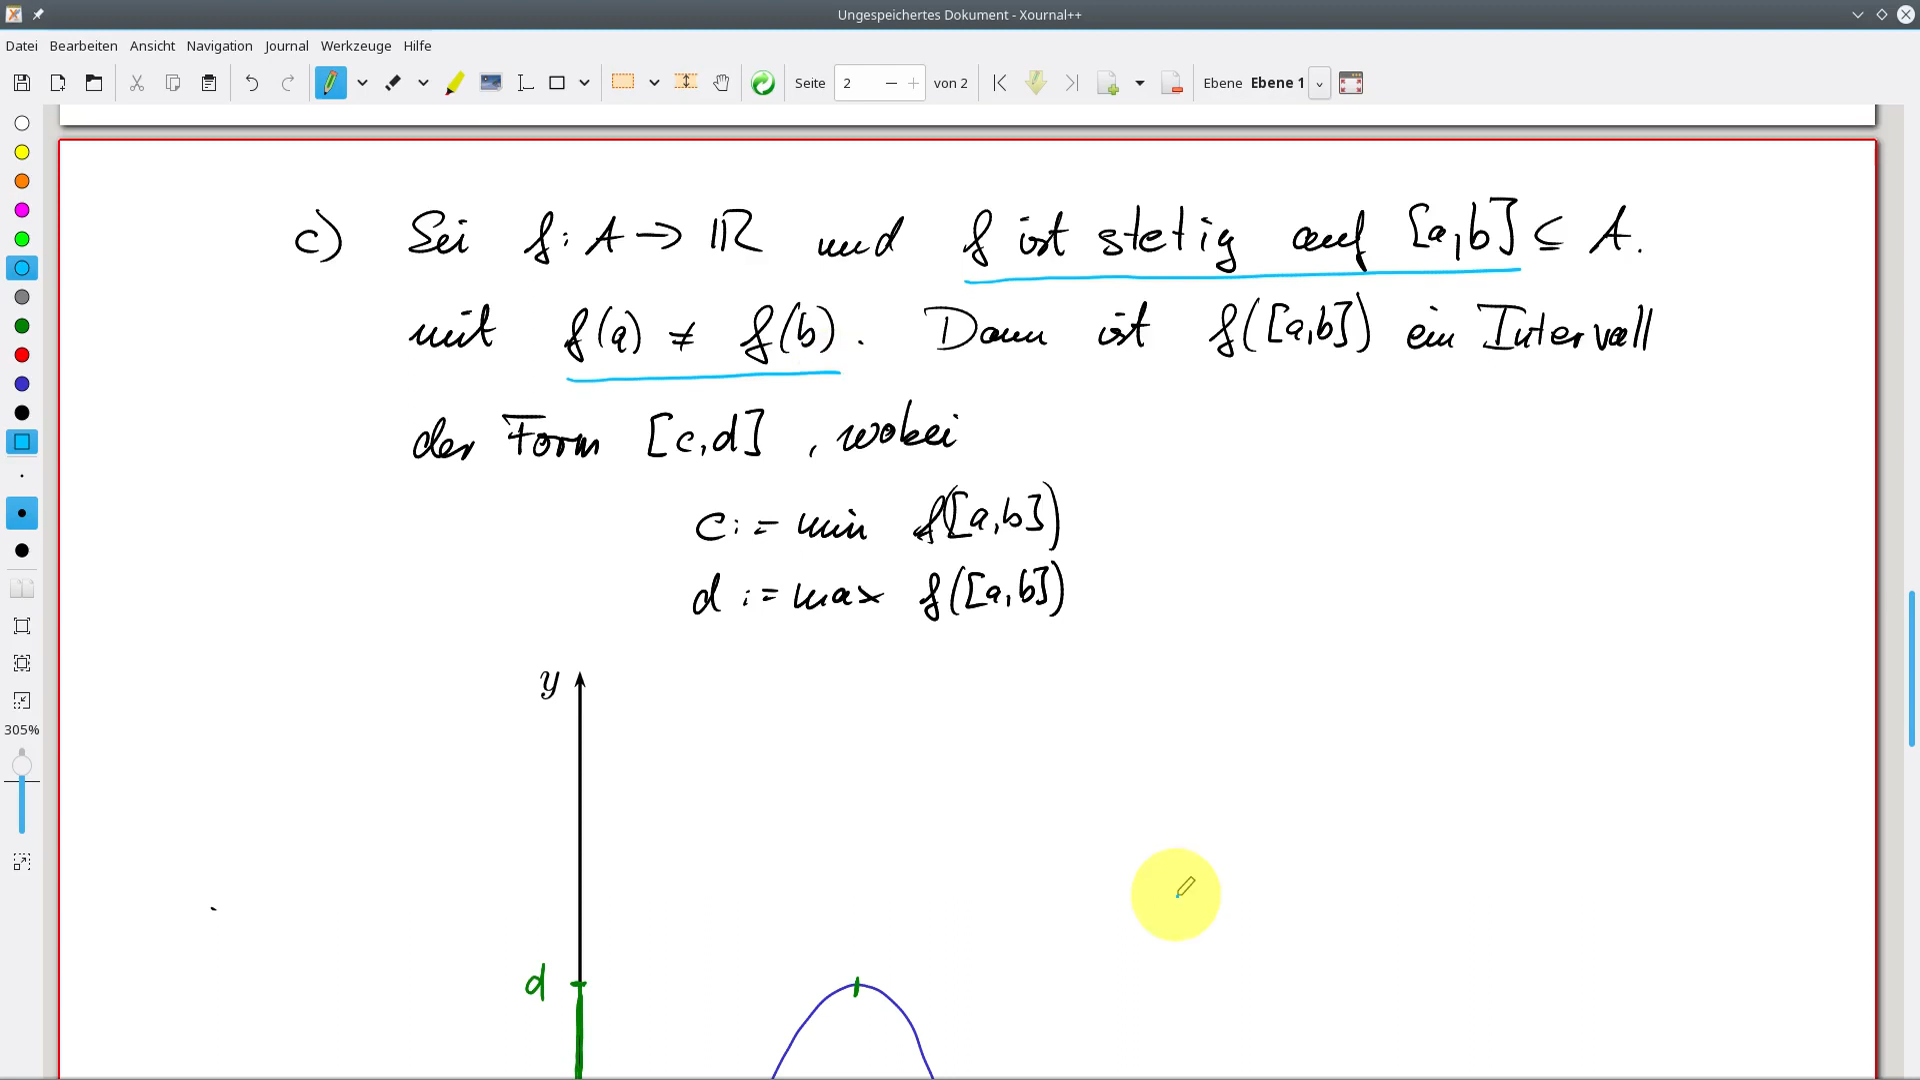 Ungespeichertes Dokument - Xournal++
Datei Bearbeiten Ansicht Navigation Journal Werkzeuge Hilfe
Seite 2 von 2 Ebene Ebene 1
c) Sei f: A → ℝ und f ist stetig auf [a,b] ⊆ A.
mit f(a) ≠ f(b). Dann ist f([a,b]) ein Intervall
der Form [c,d], wobei
c := min f([a,b])
d := max f([a,b])
y
305%
d